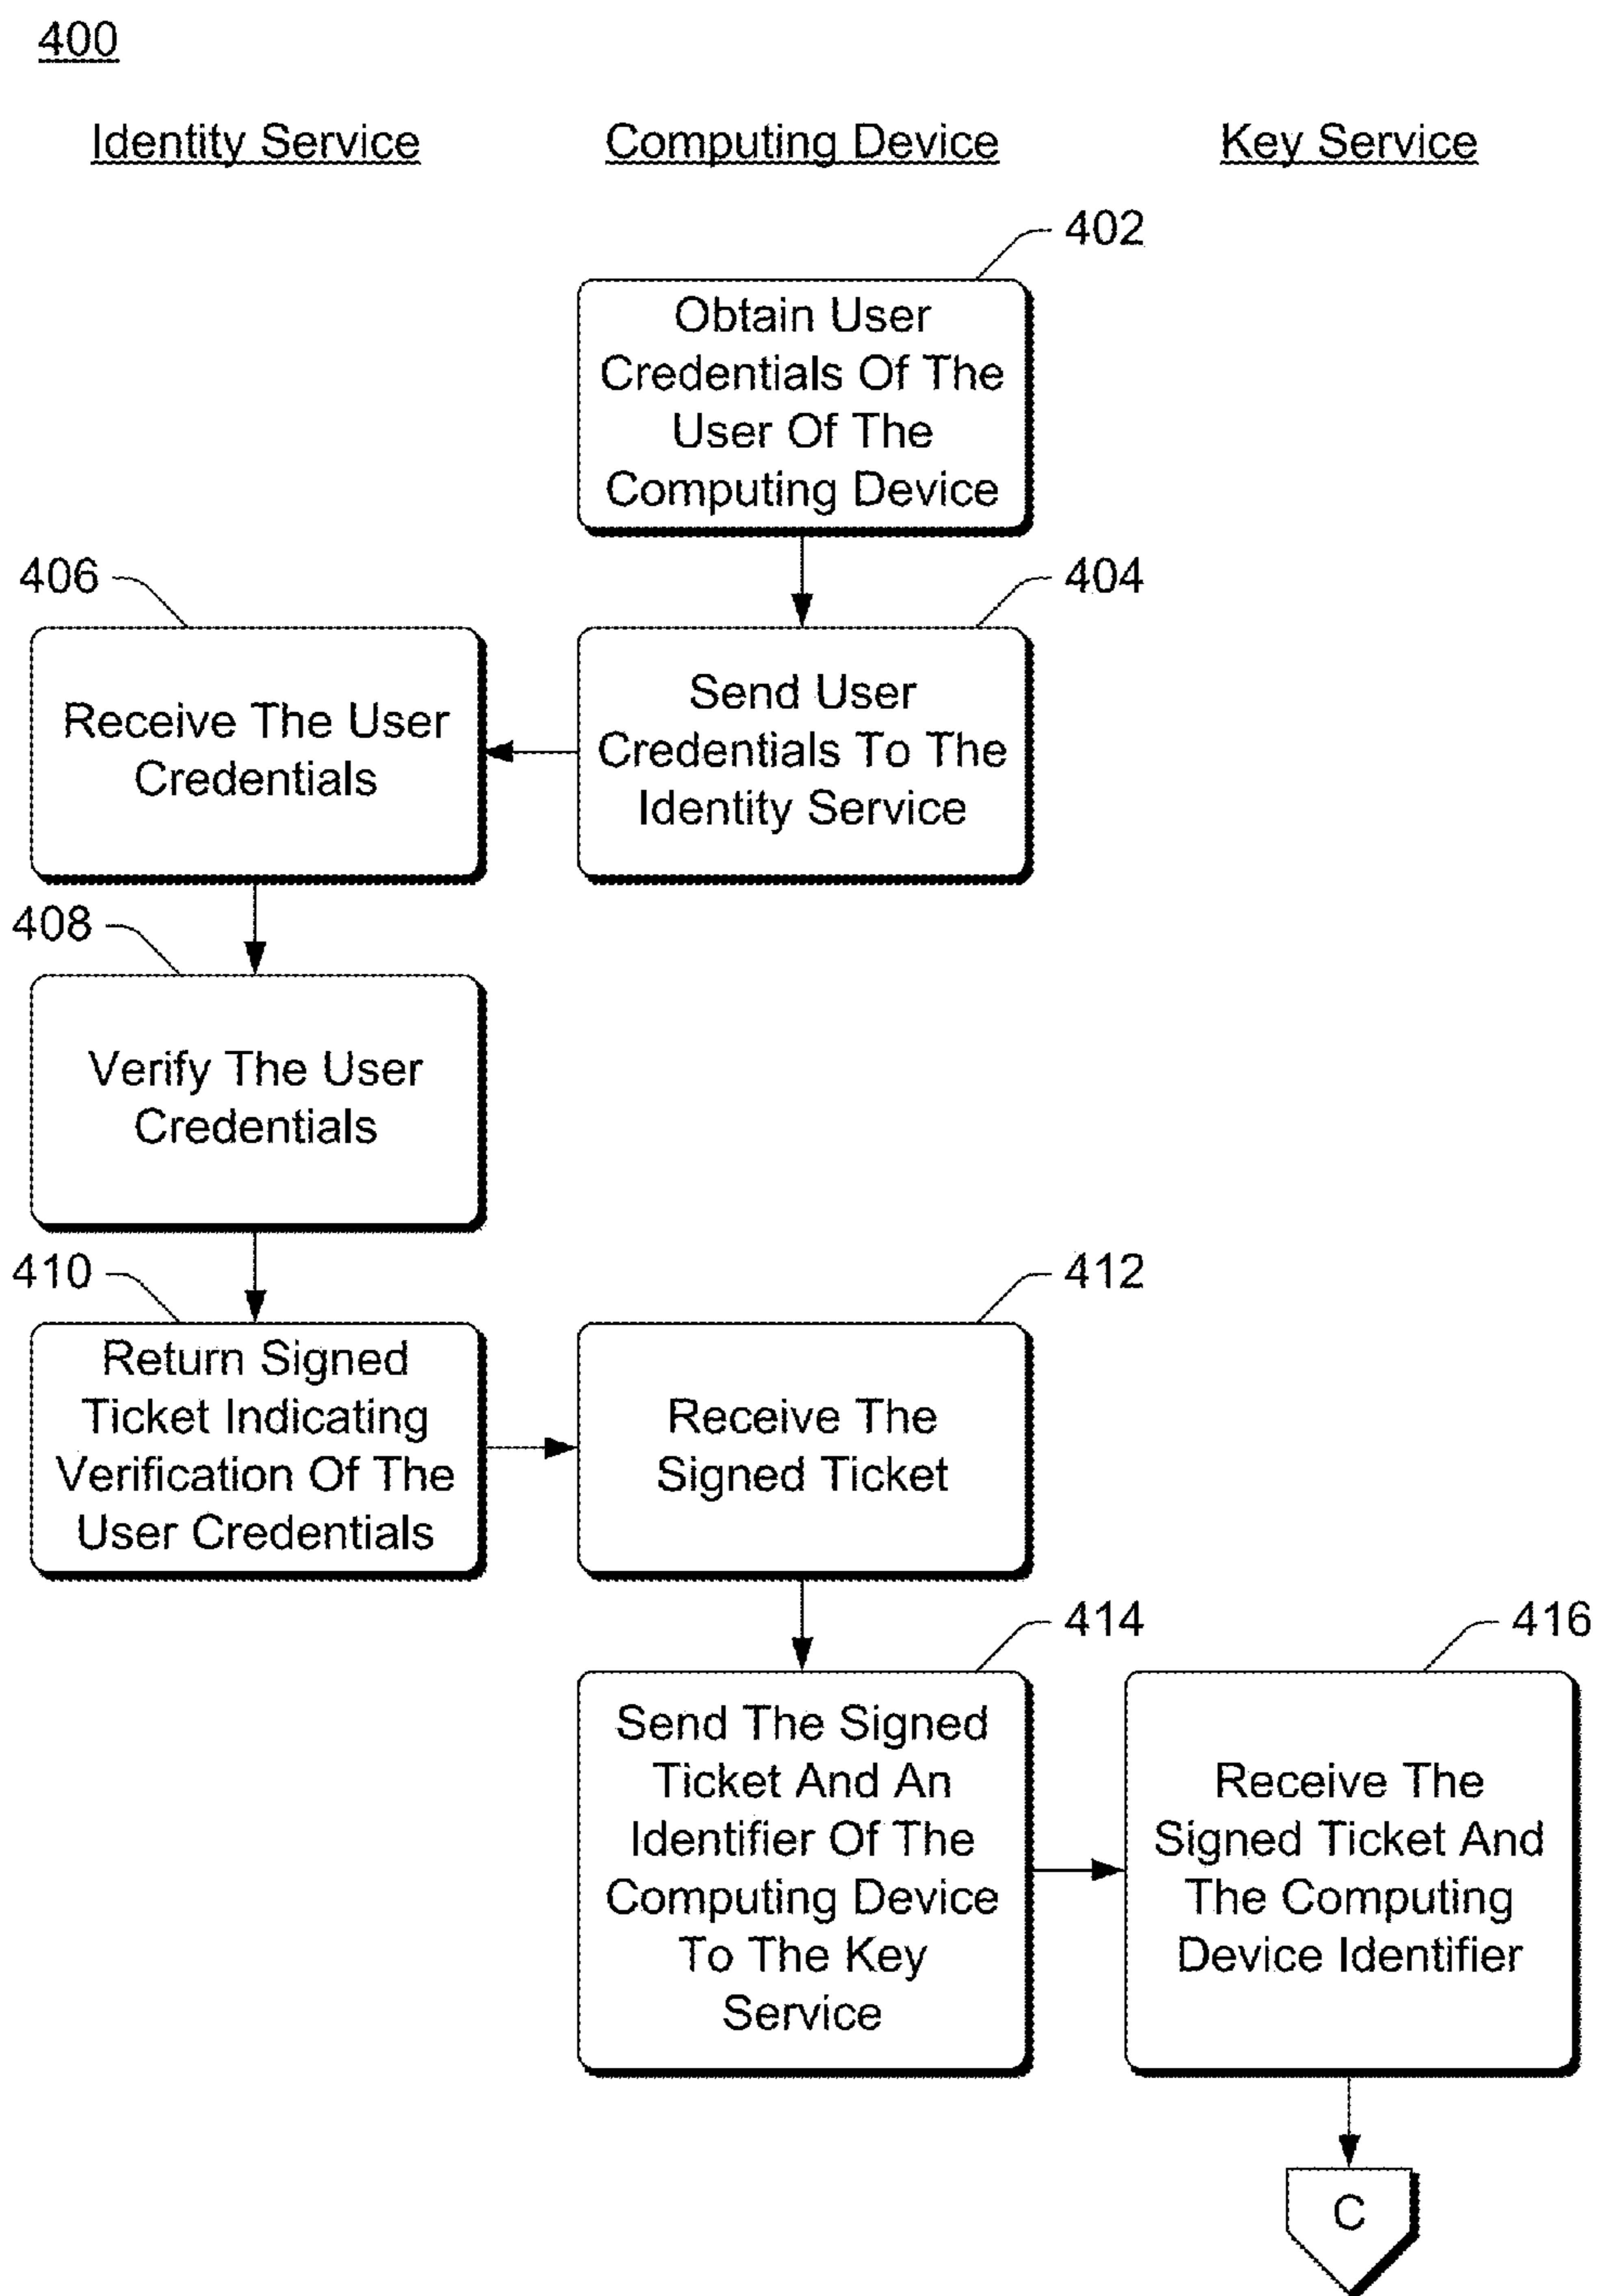 400
Identity Service
Computing Device
Key Service
402
Obtain User
Credentials Of The
User Of The
Computing Device
406
404
Receive The User
Credentials
Send User
Credentials To The
Identity Service
408
Verify The User
Credentials
410
412
Return Signed
Ticket Indicating
Verification Of The
User Credentials
Receive The
Signed Ticket
414
416
Send The Signed
Ticket And An
Identifier Of The
Computing Device
To The Key
Service
Receive The
Signed Ticket And
The Computing
Device Identifier
C